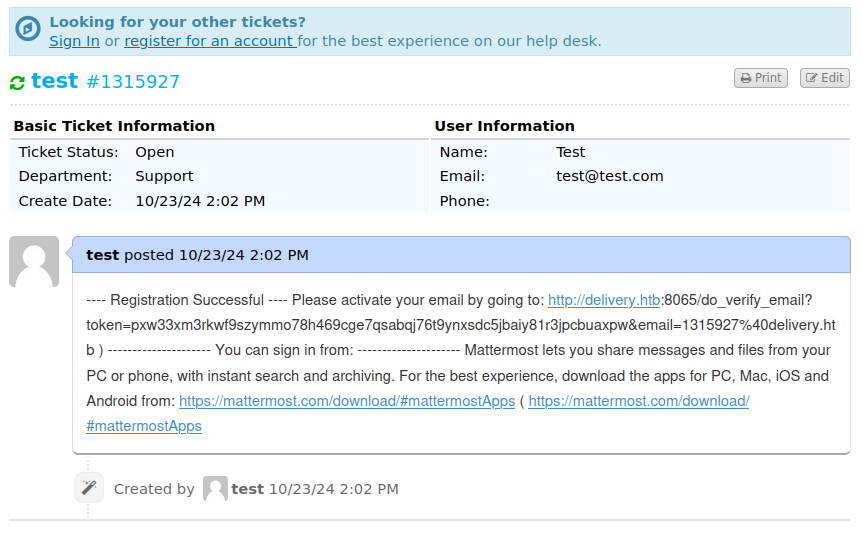 Looking for your other tickets?
Sign In or register for an account for the best experience on our help desk.
test #1315927
Print
Edit
Basic Ticket Information
Ticket Status: Open
Department: Support
Create Date: 10/23/24 2:02 PM
User Information
Name: Test
Email: test@test.com
Phone:
test posted 10/23/24 2:02 PM
---- Registration Successful ---- Please activate your email by going to: http://delivery.htb:8065/do_verify_email?
token=pxw33xm3rkwf9szymmo78h469cge7qsabqj76t9ynxsdc5jbaiy81r3jpcbuaxpw&email=1315927%40delivery.ht
b ) --------------------- You can sign in from: --------------------- Mattermost lets you share messages and files from your
PC or phone, with instant search and archiving. For the best experience, download the apps for PC, Mac, iOS and
Android from: https://mattermost.com/download/#mattermostApps ( https://mattermost.com/download/
#mattermostApps
Created by test 10/23/24 2:02 PM